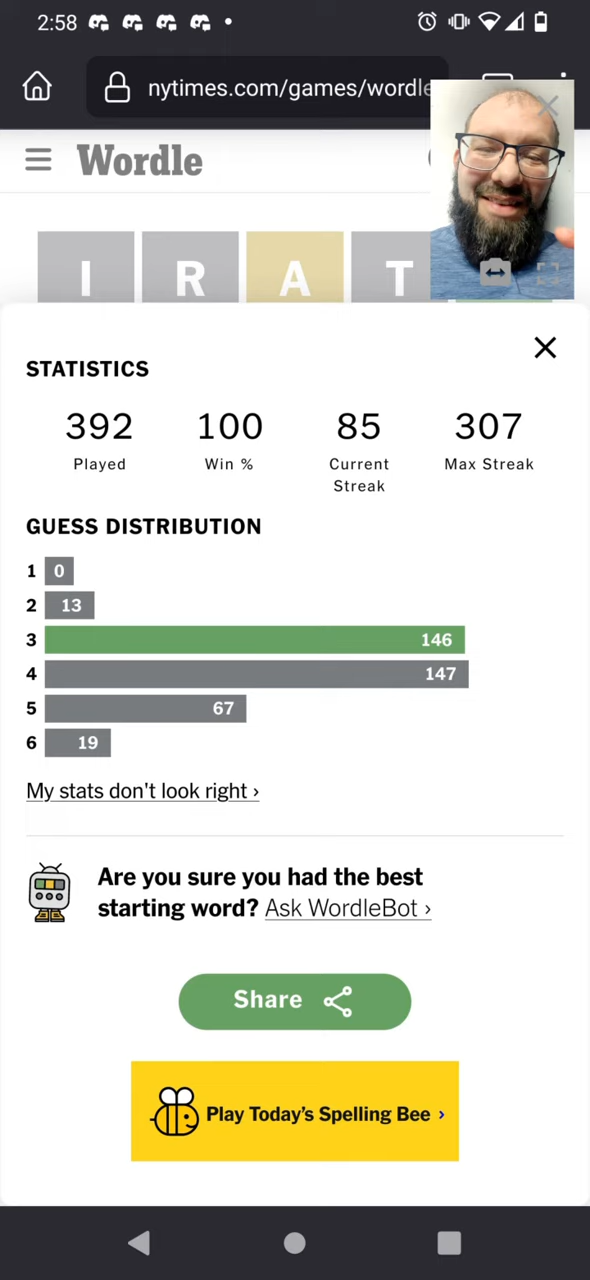 2:58
nytimes.com/games/wordle
Wordle
I R A T
STATISTICS
392 100 85 307
Played Win % Current Streak Max Streak
GUESS DISTRIBUTION
1 0
2 13
3 146
4 147
5 67
6 19
My stats don't look right ›
Are you sure you had the best
starting word? Ask WordleBot ›
Share
Play Today's Spelling Bee ›